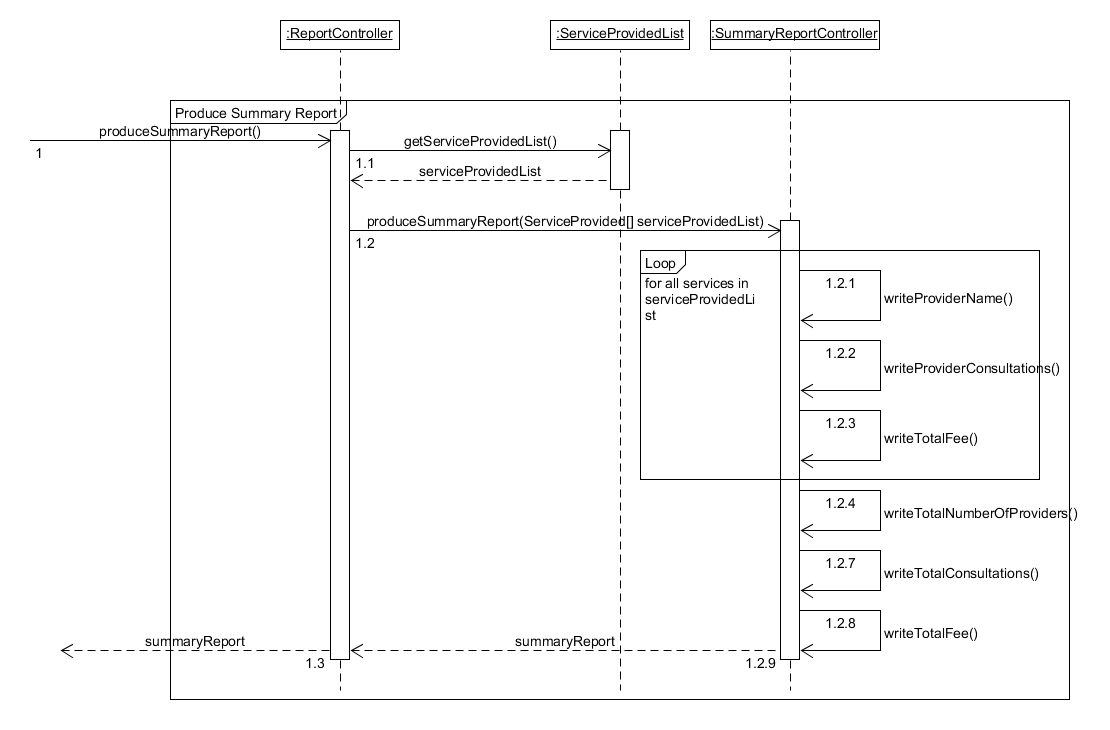 :ReportController
:ServiceProvidedList
:SummaryReportController
Produce Summary Report
produceSummaryReport()
1
getServiceProvidedList()
1.1
serviceProvidedList
produceSummaryReport(ServiceProvided[] serviceProvidedList)
1.2
Loop
for all services in
serviceProvidedLi
st
1.2.1
writeProviderName()
1.2.2
writeProviderConsultations()
1.2.3
writeTotalFee()
1.2.4
writeTotalNumberOfProviders()
1.2.7
writeTotalConsultations()
1.2.8
writeTotalFee()
summaryReport
summaryReport
1.3
1.2.9